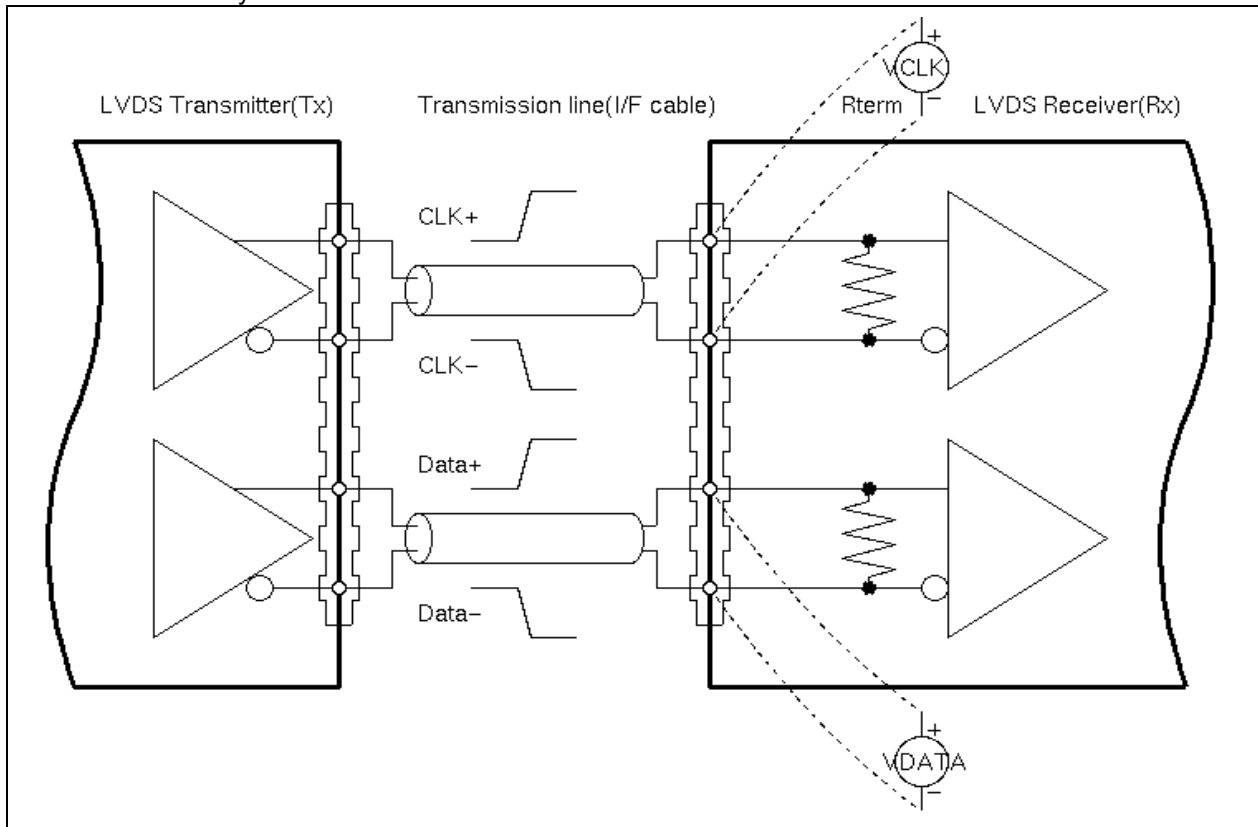 LVDS Transmitter(Tx)
Transmission line(I/F cable)
Rterm
LVDS Receiver(Rx)
+
VCLK
−
CLK+
CLK−
Data+
Data−
+
VDATA
−